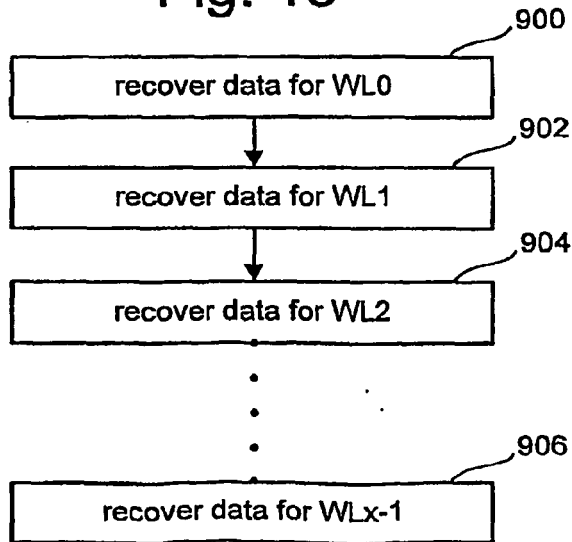 900
recover data for WL0
902
recover data for WL1
904
recover data for WL2
906
recover data for WLx-1